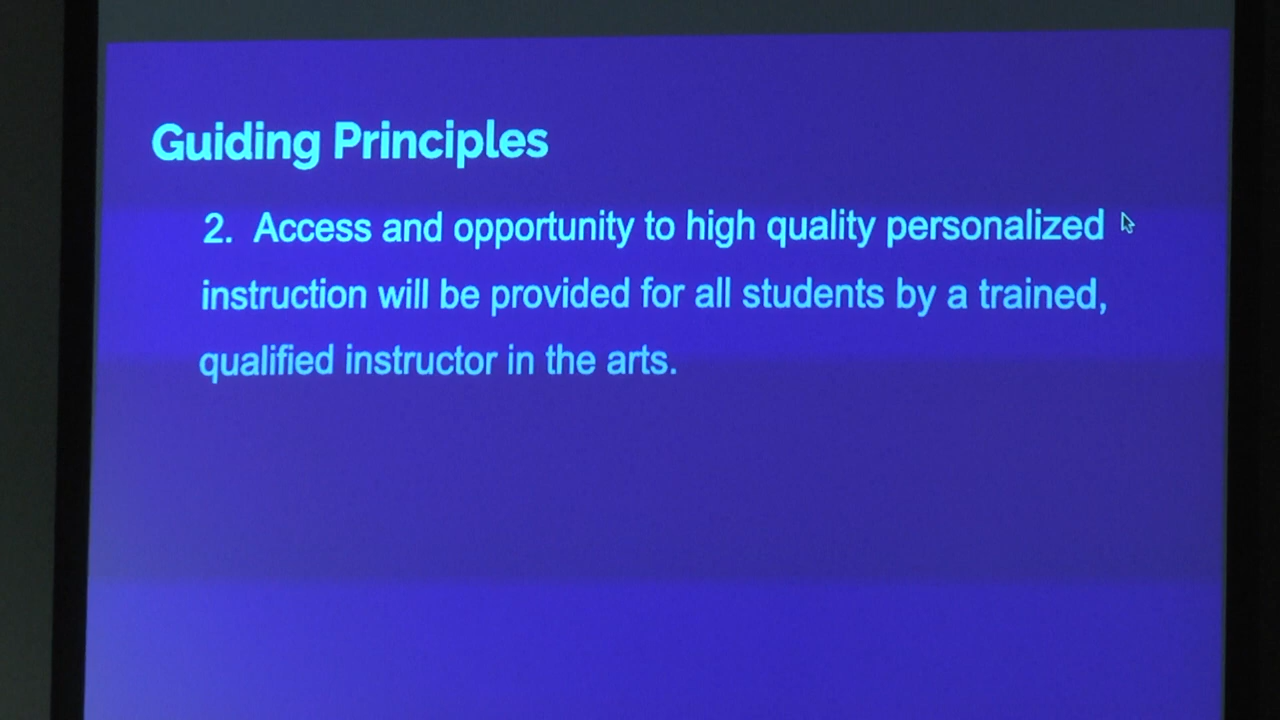 Guiding Principles
2. Access and opportunity to high quality personalized
instruction will be provided for all students by a trained,
qualified instructor in the arts.